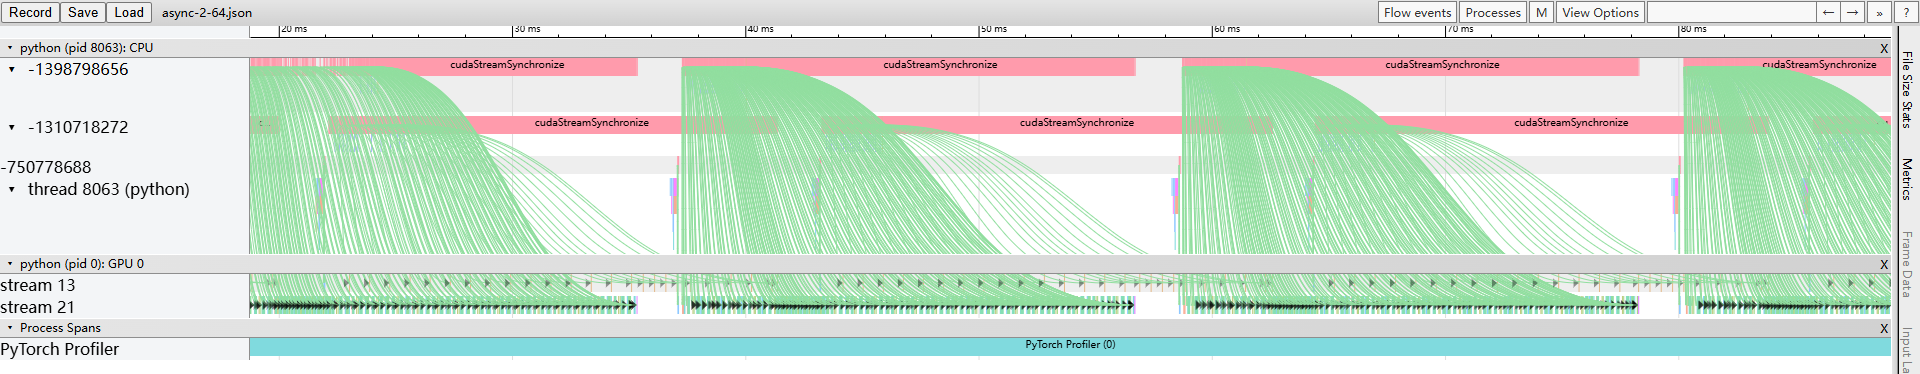 Record Save Load async-2-64.json Flow events Processes M View Options ← → » ?
20 ms 30 ms 40 ms 50 ms 60 ms 70 ms 80 ms
python (pid 8063): CPU X
-1398798656 cudaStreamSynchronize cudaStreamSynchronize cudaStreamSynchronize cudaStreamSynchronize
-1310718272 cudaStreamSynchronize cudaStreamSynchronize cudaStreamSynchronize
-750778688
thread 8063 (python)
python (pid 0): GPU 0 X
stream 13
stream 21
Process Spans X
PyTorch Profiler PyTorch Profiler (0)
File Size Stats
Metrics
Frame Data
Input La